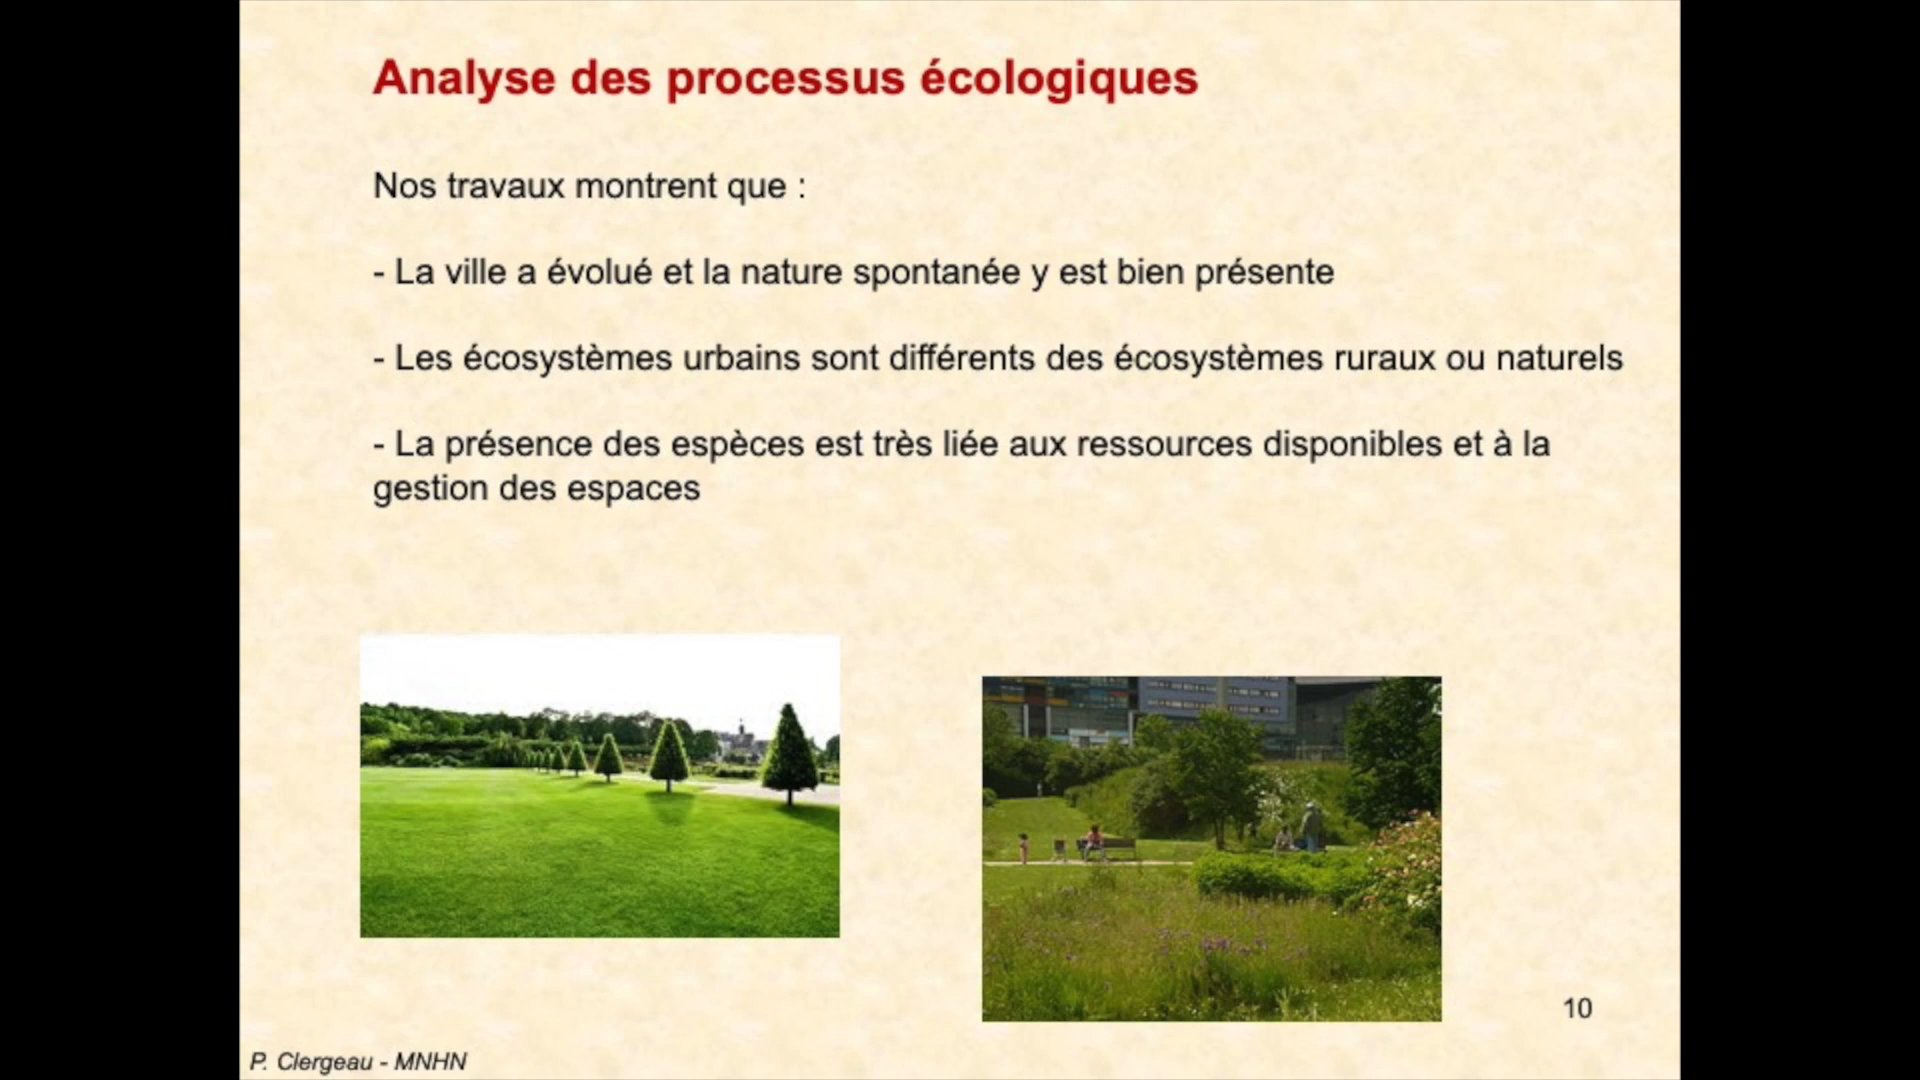 Analyse des processus écologiques
Nos travaux montrent que :
- La ville a évolué et la nature spontanée y est bien présente
- Les écosystèmes urbains sont différents des écosystèmes ruraux ou naturels
- La présence des espèces est très liée aux ressources disponibles et à la
gestion des espaces
10
P. Clergeau - MNHN